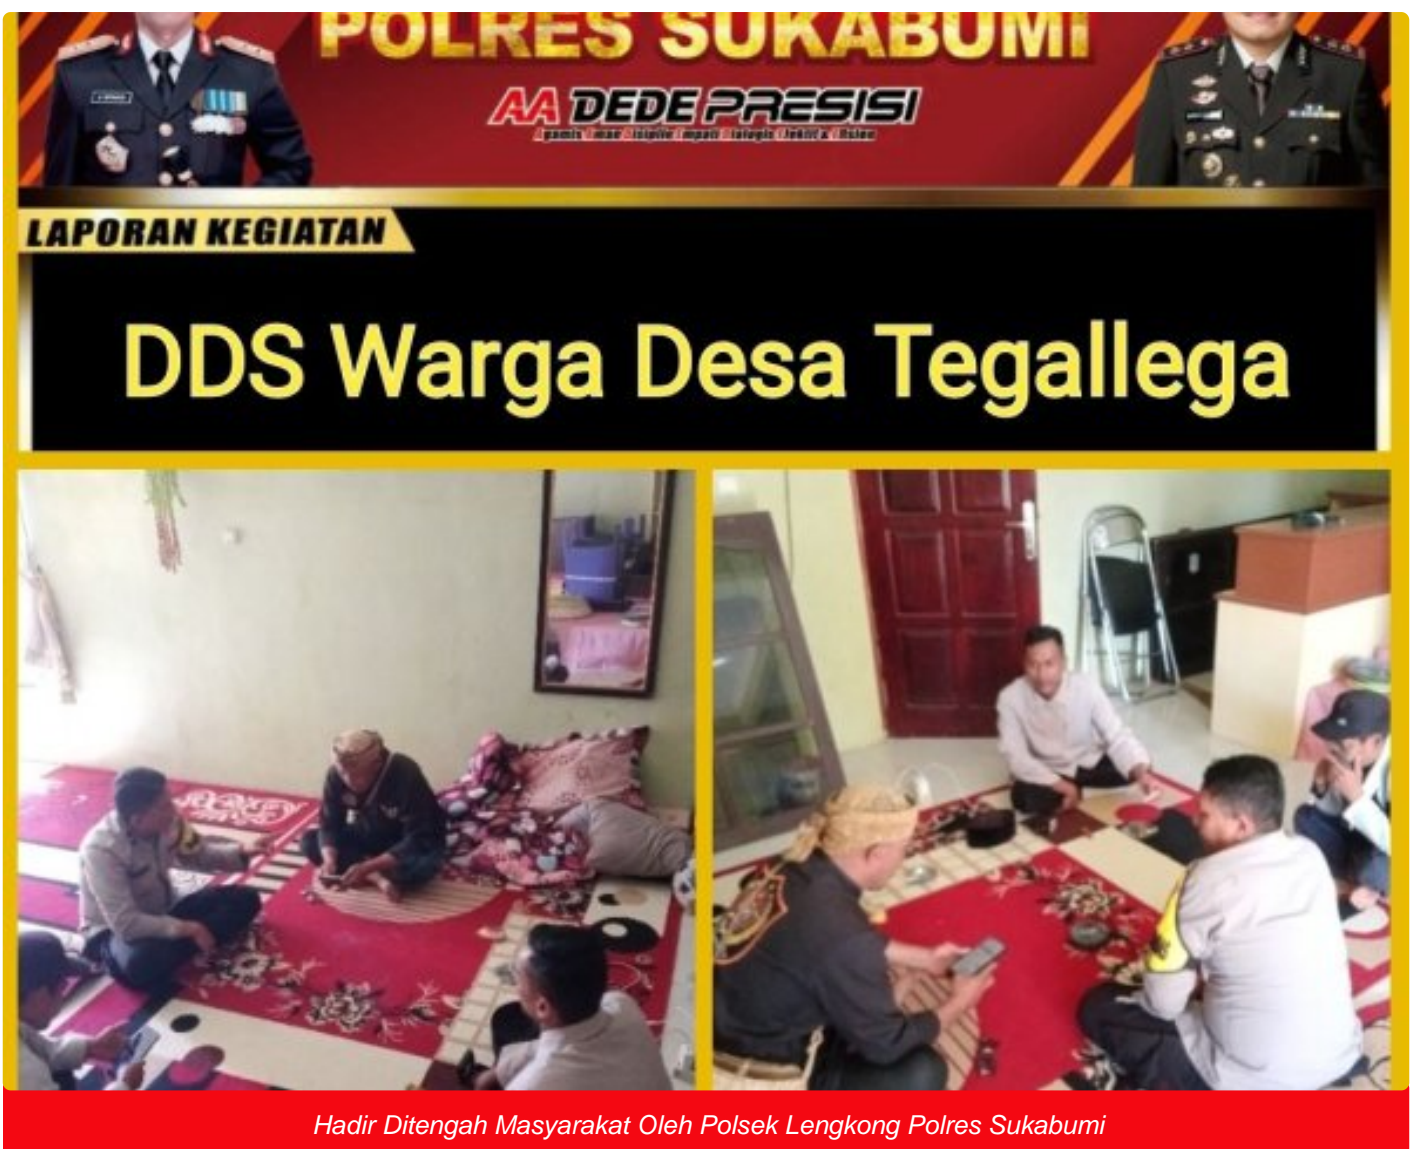 POLRES SUKABUMI
AA DEDE PRESISI
LAPORAN KEGIATAN
DDS Warga Desa Tegallega
Hadir Ditengah Masyarakat Oleh Polsek Lengkong Polres Sukabumi